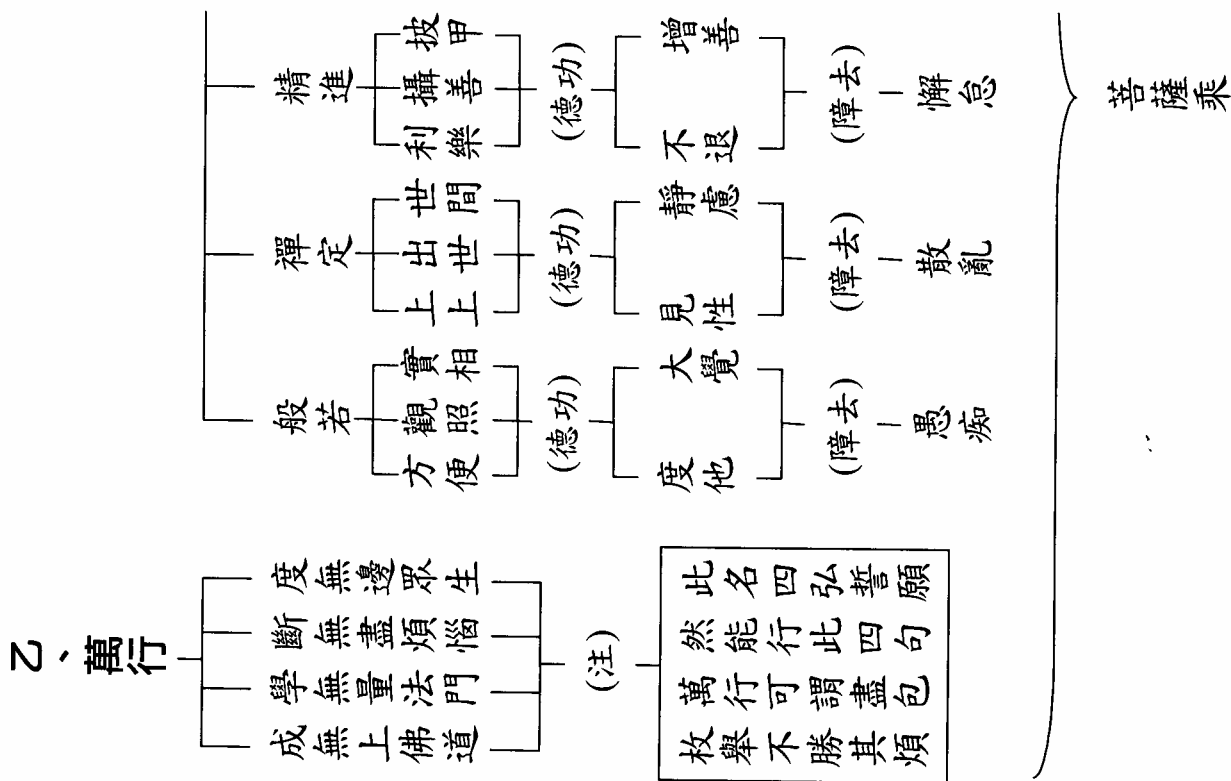 精進
披甲
攝善
利樂
(功德)
增善
不退
(去障)
懈怠
禪定
世間
出世
上上
(功德)
靜慮
見性
(去障)
散亂
般若
實相
觀照
方便
(功德)
大覺
度他
(去障)
愚痴
乙、萬行
度無邊眾生
斷無盡煩惱
學無量法門
成無上佛道
(注)
此名四弘誓願
然能行此四句
萬行可謂盡包
枚舉不勝其煩
菩薩乘